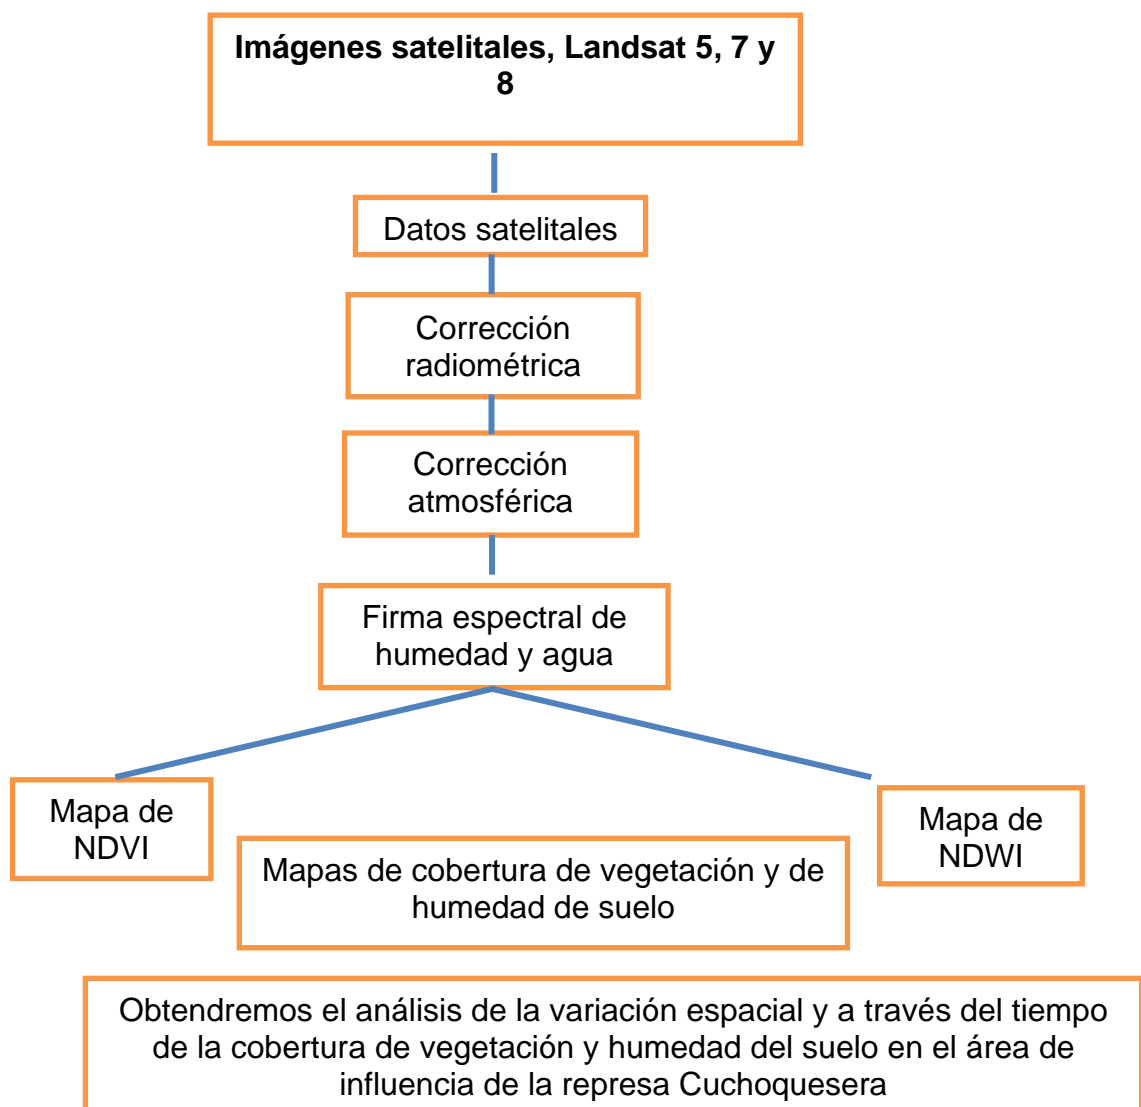 Imágenes satelitales, Landsat 5, 7 y
8
Datos satelitales
Corrección
radiométrica
Corrección
atmosférica
Firma espectral de
humedad y agua
Mapa de
NDVI
Mapa de
NDWI
Mapas de cobertura de vegetación y de
humedad de suelo
Obtendremos el análisis de la variación espacial y a través del tiempo
de la cobertura de vegetación y humedad del suelo en el área de
influencia de la represa Cuchoquesera